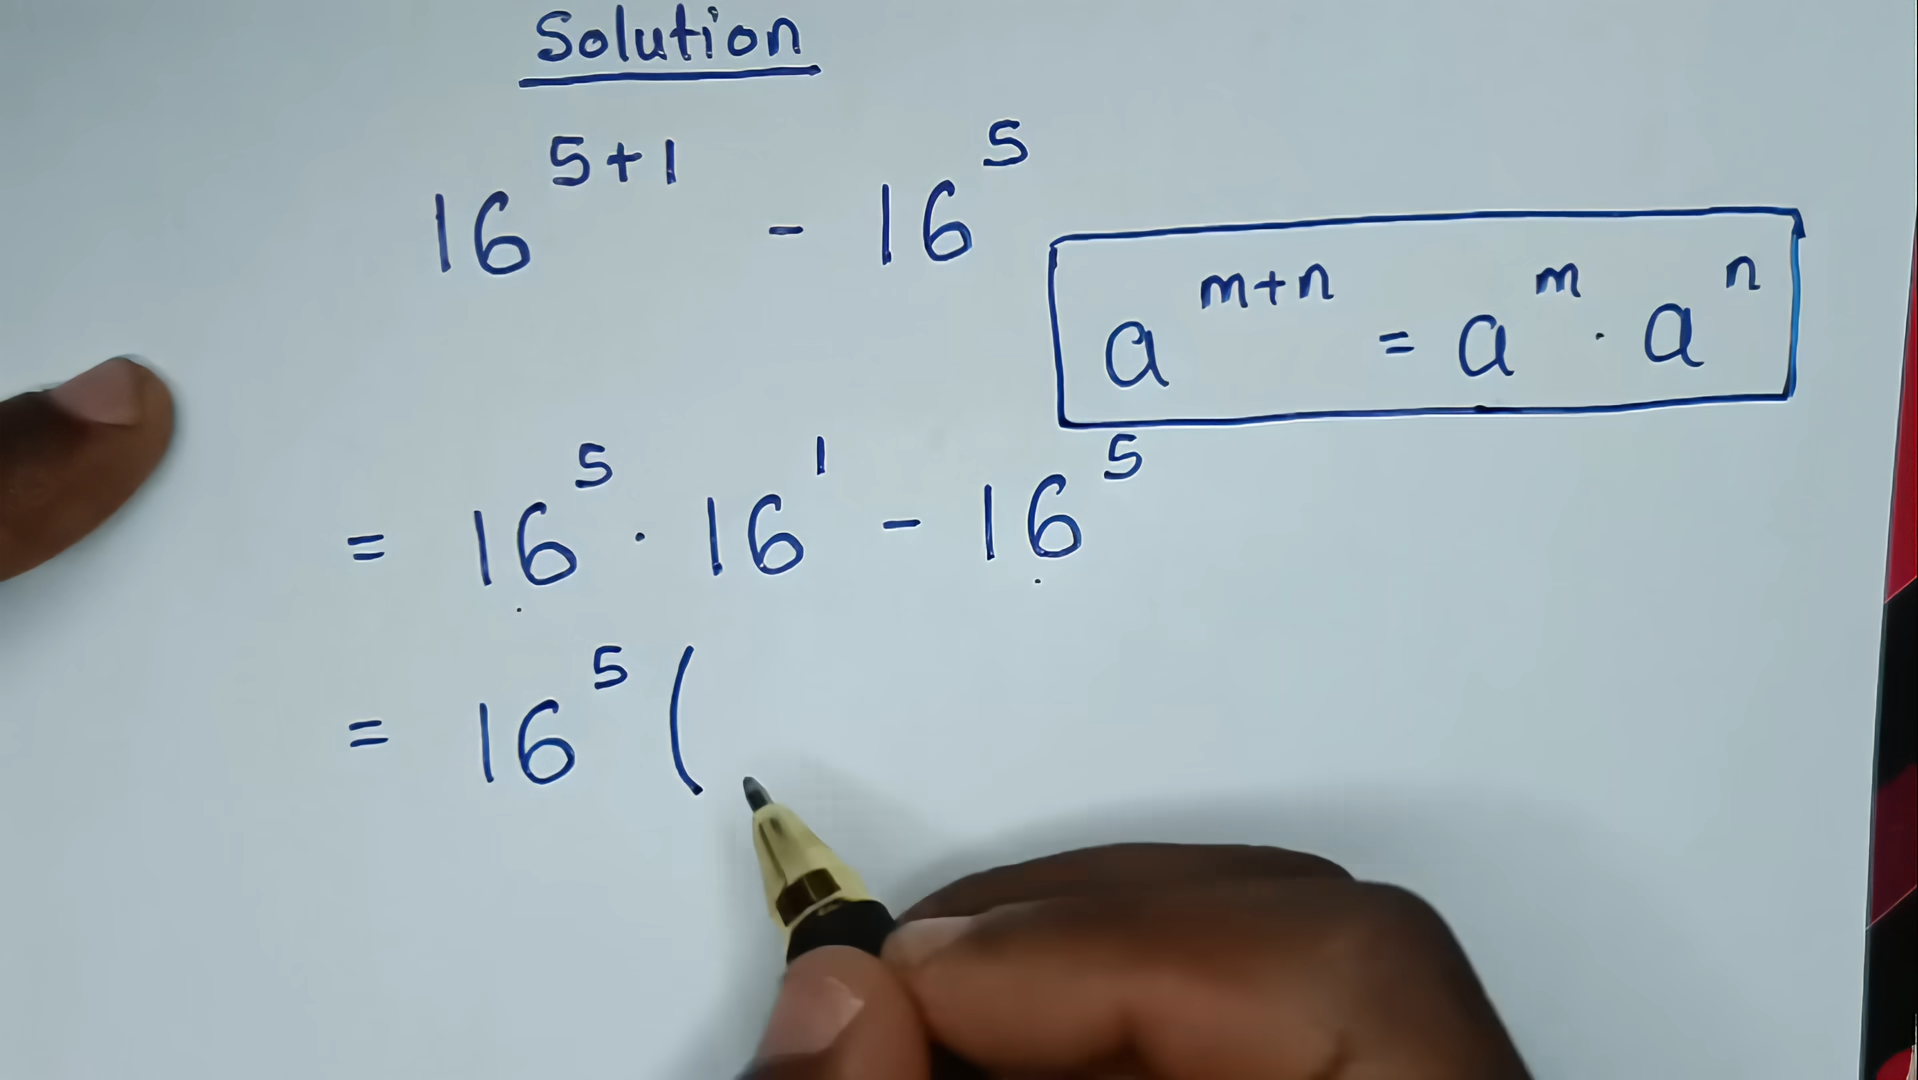 Solution
16^{5+1} - 16^5
a^{m+n} = a^m · a^n
= 16^5 · 16^1 - 16^5
= 16^5 (